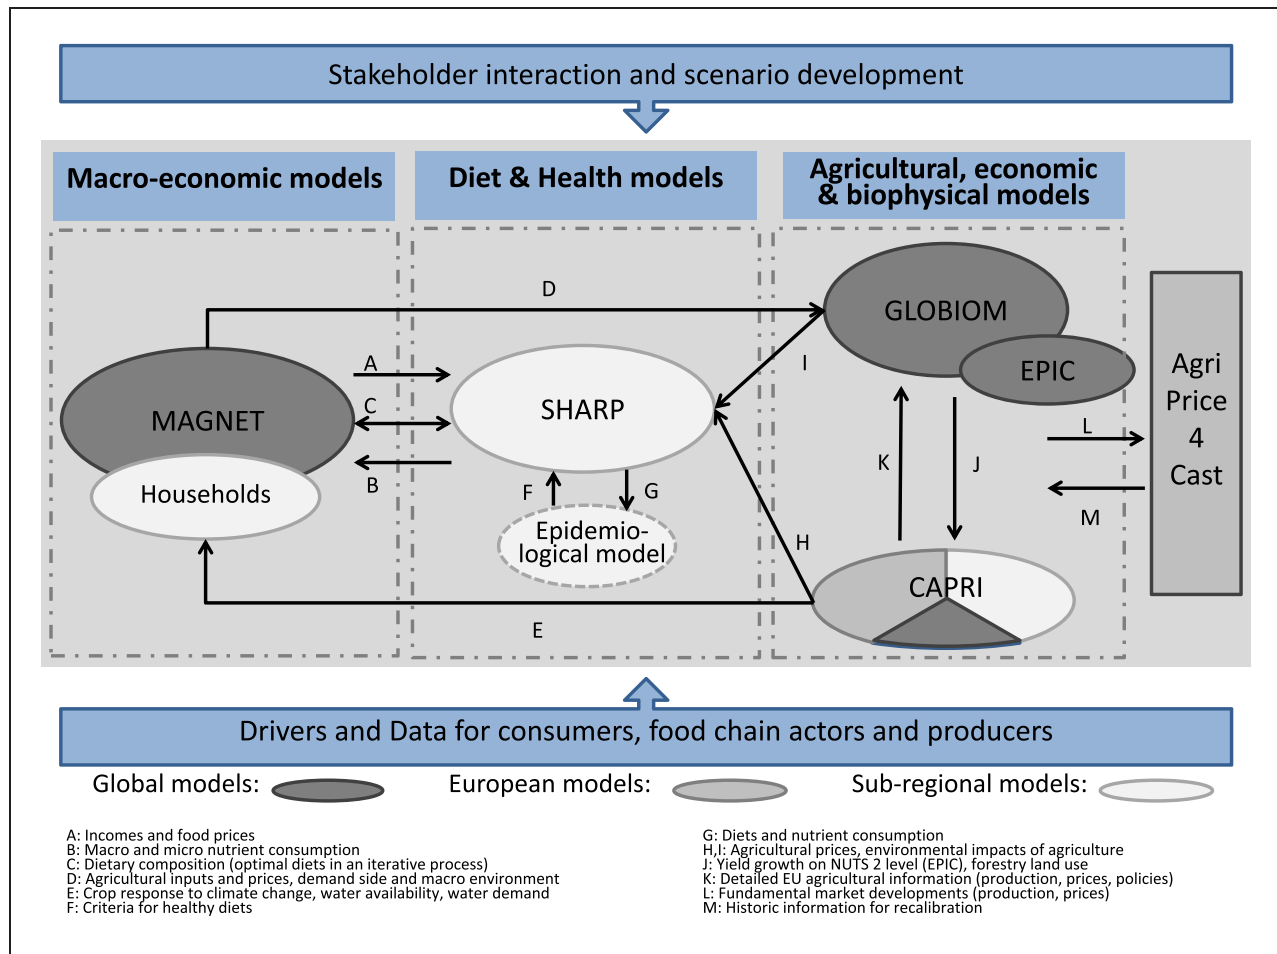 Stakeholder interaction and scenario development
Macro-economic models
Diet & Health models
Agricultural, economic
& biophysical models
D
GLOBIOM
EPIC
Agri
Price
4
Cast
A
I
C
MAGNET
SHARP
L
B
K
J
Households
F
G
M
Epidemio-
logical model
H
CAPRI
E
Drivers and Data for consumers, food chain actors and producers
Global models:
European models:
Sub-regional models:
A: Incomes and food prices
B: Macro and micro nutrient consumption
C: Dietary composition (optimal diets in an iterative process)
D: Agricultural inputs and prices, demand side and macro environment
E: Crop response to climate change, water availability, water demand
F: Criteria for healthy diets
G: Diets and nutrient consumption
H,I: Agricultural prices, environmental impacts of agriculture
J: Yield growth on NUTS 2 level (EPIC), forestry land use
K: Detailed EU agricultural information (production, prices, policies)
L: Fundamental market developments (production, prices)
M: Historic information for recalibration